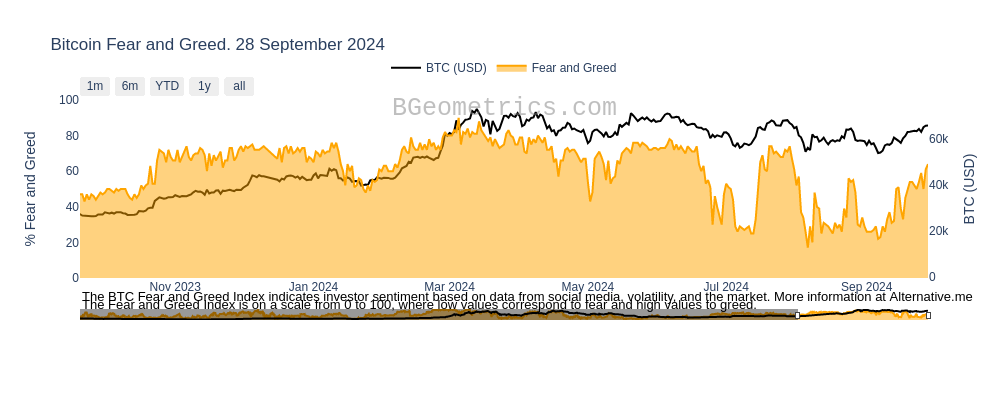 Bitcoin Fear and Greed. 28 September 2024
BTC (USD) Fear and Greed
1m 6m YTD 1y all
BGeometrics.com
100
80
60
40
20
0
% Fear and Greed
60k
40k
20k
0
BTC (USD)
Nov 2023 Jan 2024 Mar 2024 May 2024 Jul 2024 Sep 2024
The BTC Fear and Greed Index indicates investor sentiment based on data from social media, volatility, and the market. More information at Alternative.me
The Fear and Greed Index is on a scale from 0 to 100, where low values correspond to fear and high values to greed.